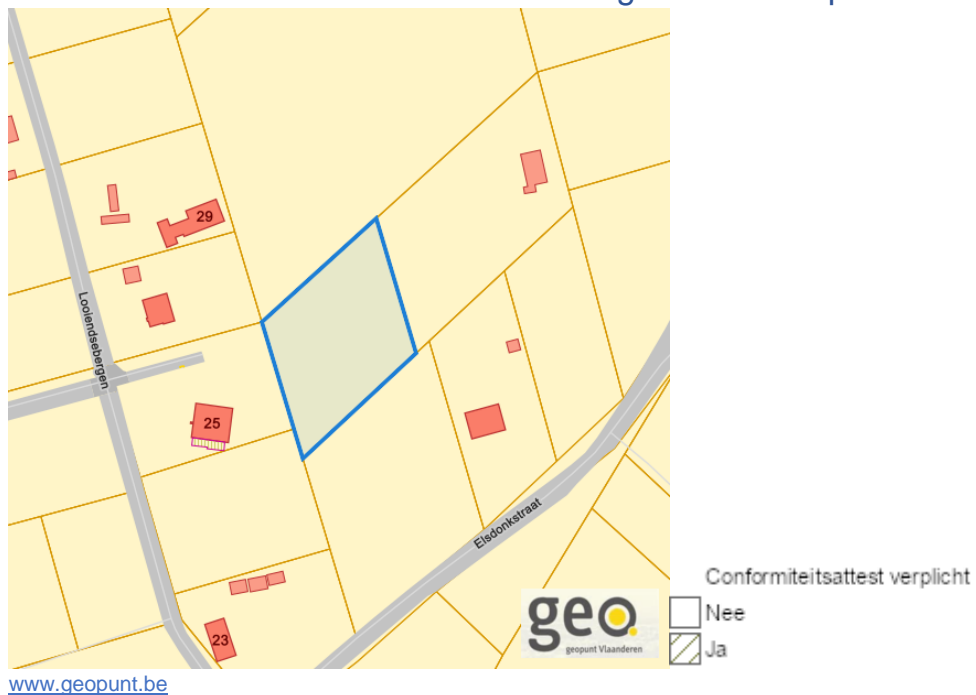 29
Looiendsebergen
25
Elsdonkstraat
23
geo.
geopunt Vlaanderen
Conformiteitsattest verplicht
Nee
Ja
www.geopunt.be